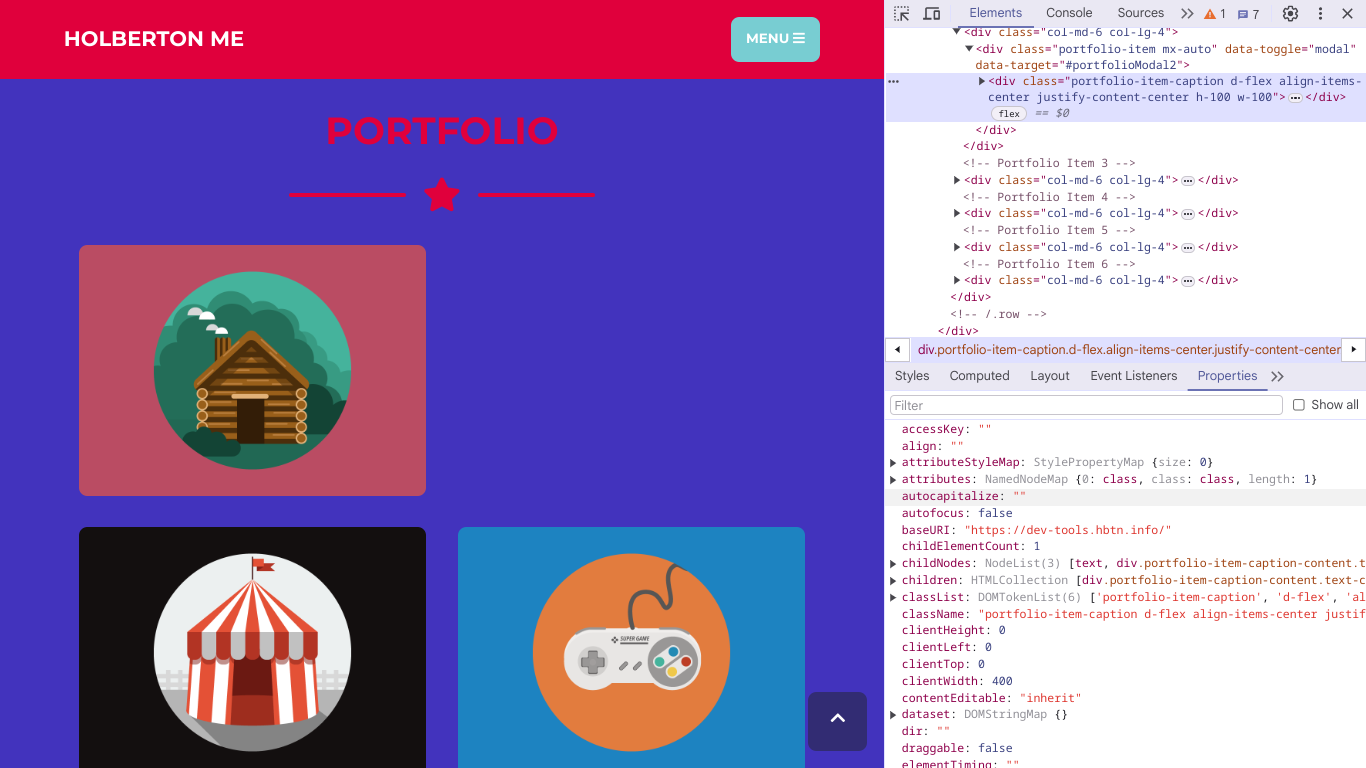 HOLBERTON ME
MENU
PORTFOLIO
SUPER GAME
Elements Console Sources 1 7
<div class="col-md-6 col-lg-4">
<div class="portfolio-item mx-auto" data-toggle="modal"
data-target="#portfolioModal2">
<div class="portfolio-item-caption d-flex align-items-
center justify-content-center h-100 w-100"> ⋯ </div>
flex == $0
</div>
</div>
<!-- Portfolio Item 3 -->
<div class="col-md-6 col-lg-4"> ⋯ </div>
<!-- Portfolio Item 4 -->
<div class="col-md-6 col-lg-4"> ⋯ </div>
<!-- Portfolio Item 5 -->
<div class="col-md-6 col-lg-4"> ⋯ </div>
<!-- Portfolio Item 6 -->
<div class="col-md-6 col-lg-4"> ⋯ </div>
</div>
<!-- /.row -->
</div>
div.portfolio-item-caption.d-flex.align-items-center.justify-content-center
Styles Computed Layout Event Listeners Properties
Filter Show all
accessKey: ""
align: ""
attributeStyleMap: StylePropertyMap {size: 0}
attributes: NamedNodeMap {0: class, class: class, length: 1}
autocapitalize: ""
autofocus: false
baseURI: "https://dev-tools.hbtn.info/"
childElementCount: 1
childNodes: NodeList(3) [text, div.portfolio-item-caption-content.t
children: HTMLCollection [div.portfolio-item-caption-content.text-c
classList: DOMTokenList(6) ['portfolio-item-caption', 'd-flex', 'al
className: "portfolio-item-caption d-flex align-items-center justif
clientHeight: 0
clientLeft: 0
clientTop: 0
clientWidth: 400
contentEditable: "inherit"
dataset: DOMStringMap {}
dir: ""
draggable: false
elementTiming: ""